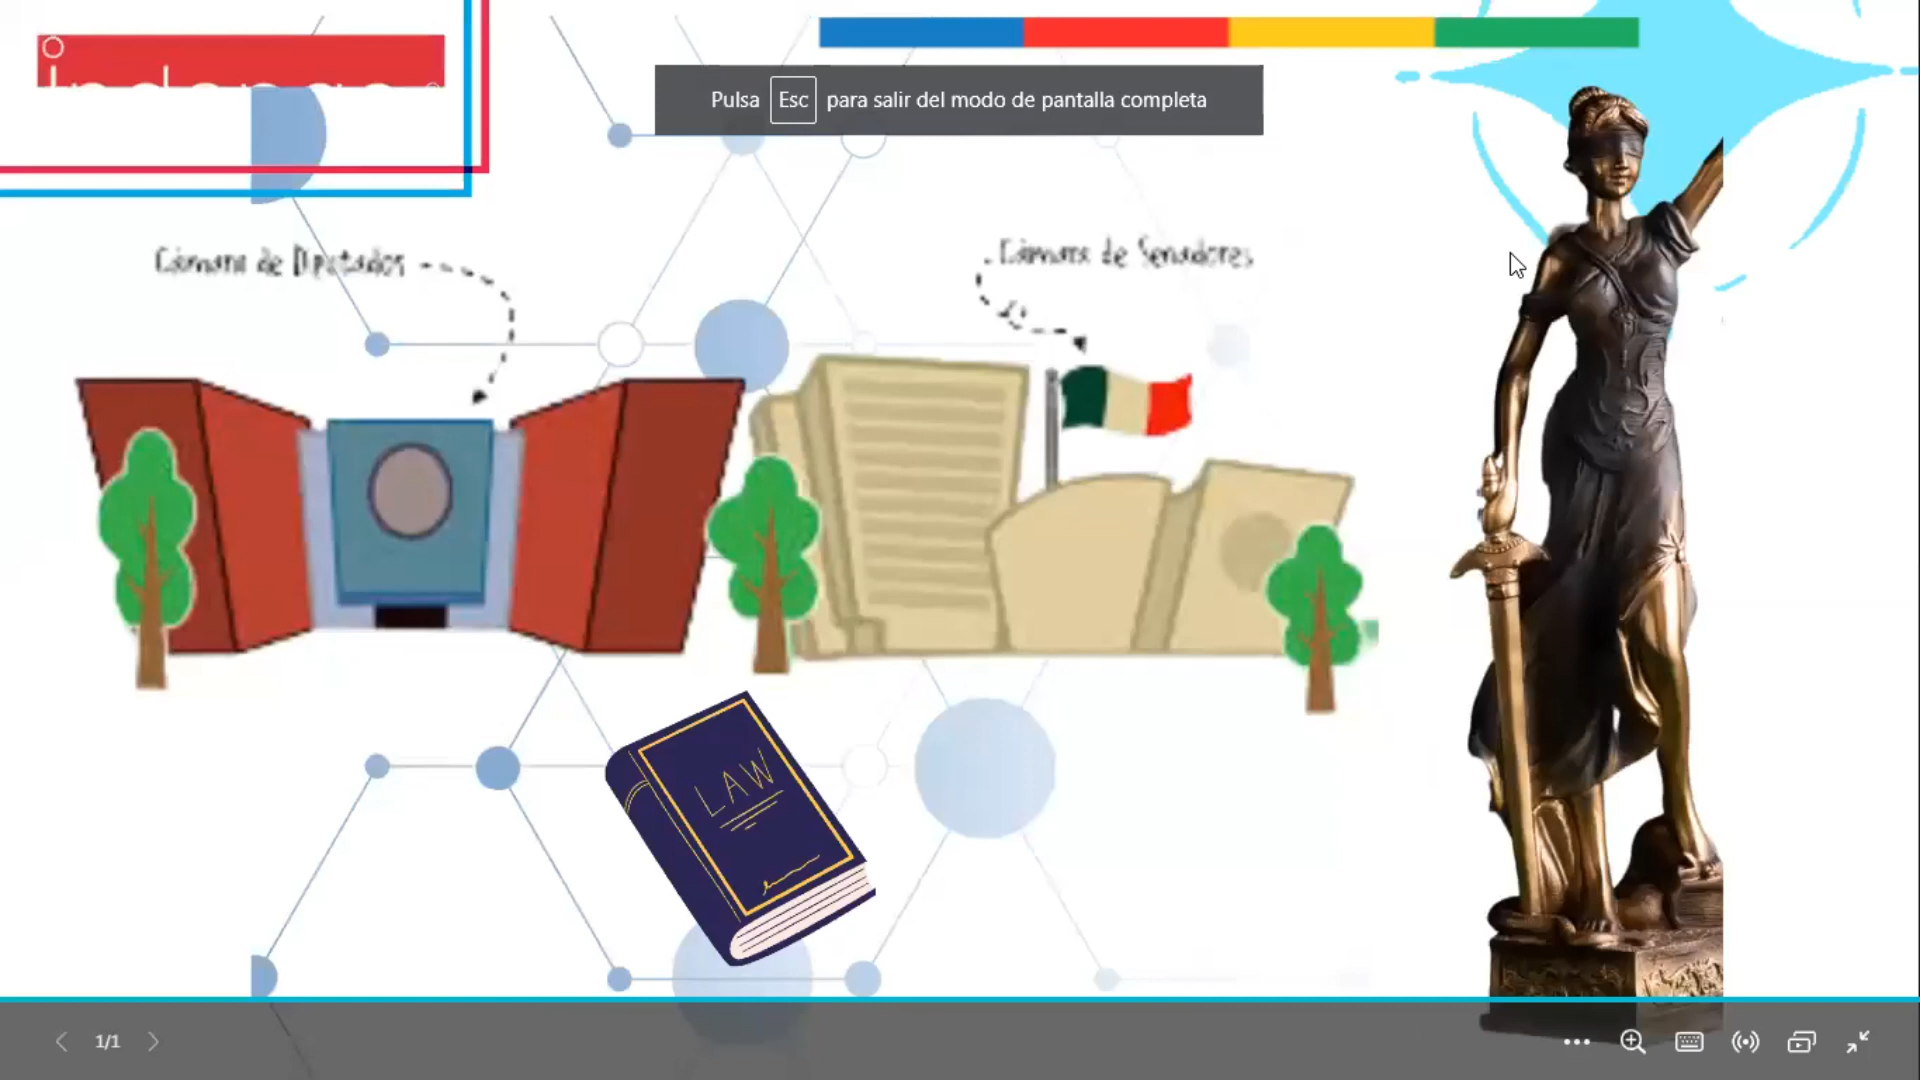 Pulsa Esc para salir del modo de pantalla completa
Cámara de Diputados
Cámara de Senadores
LAW
1/1